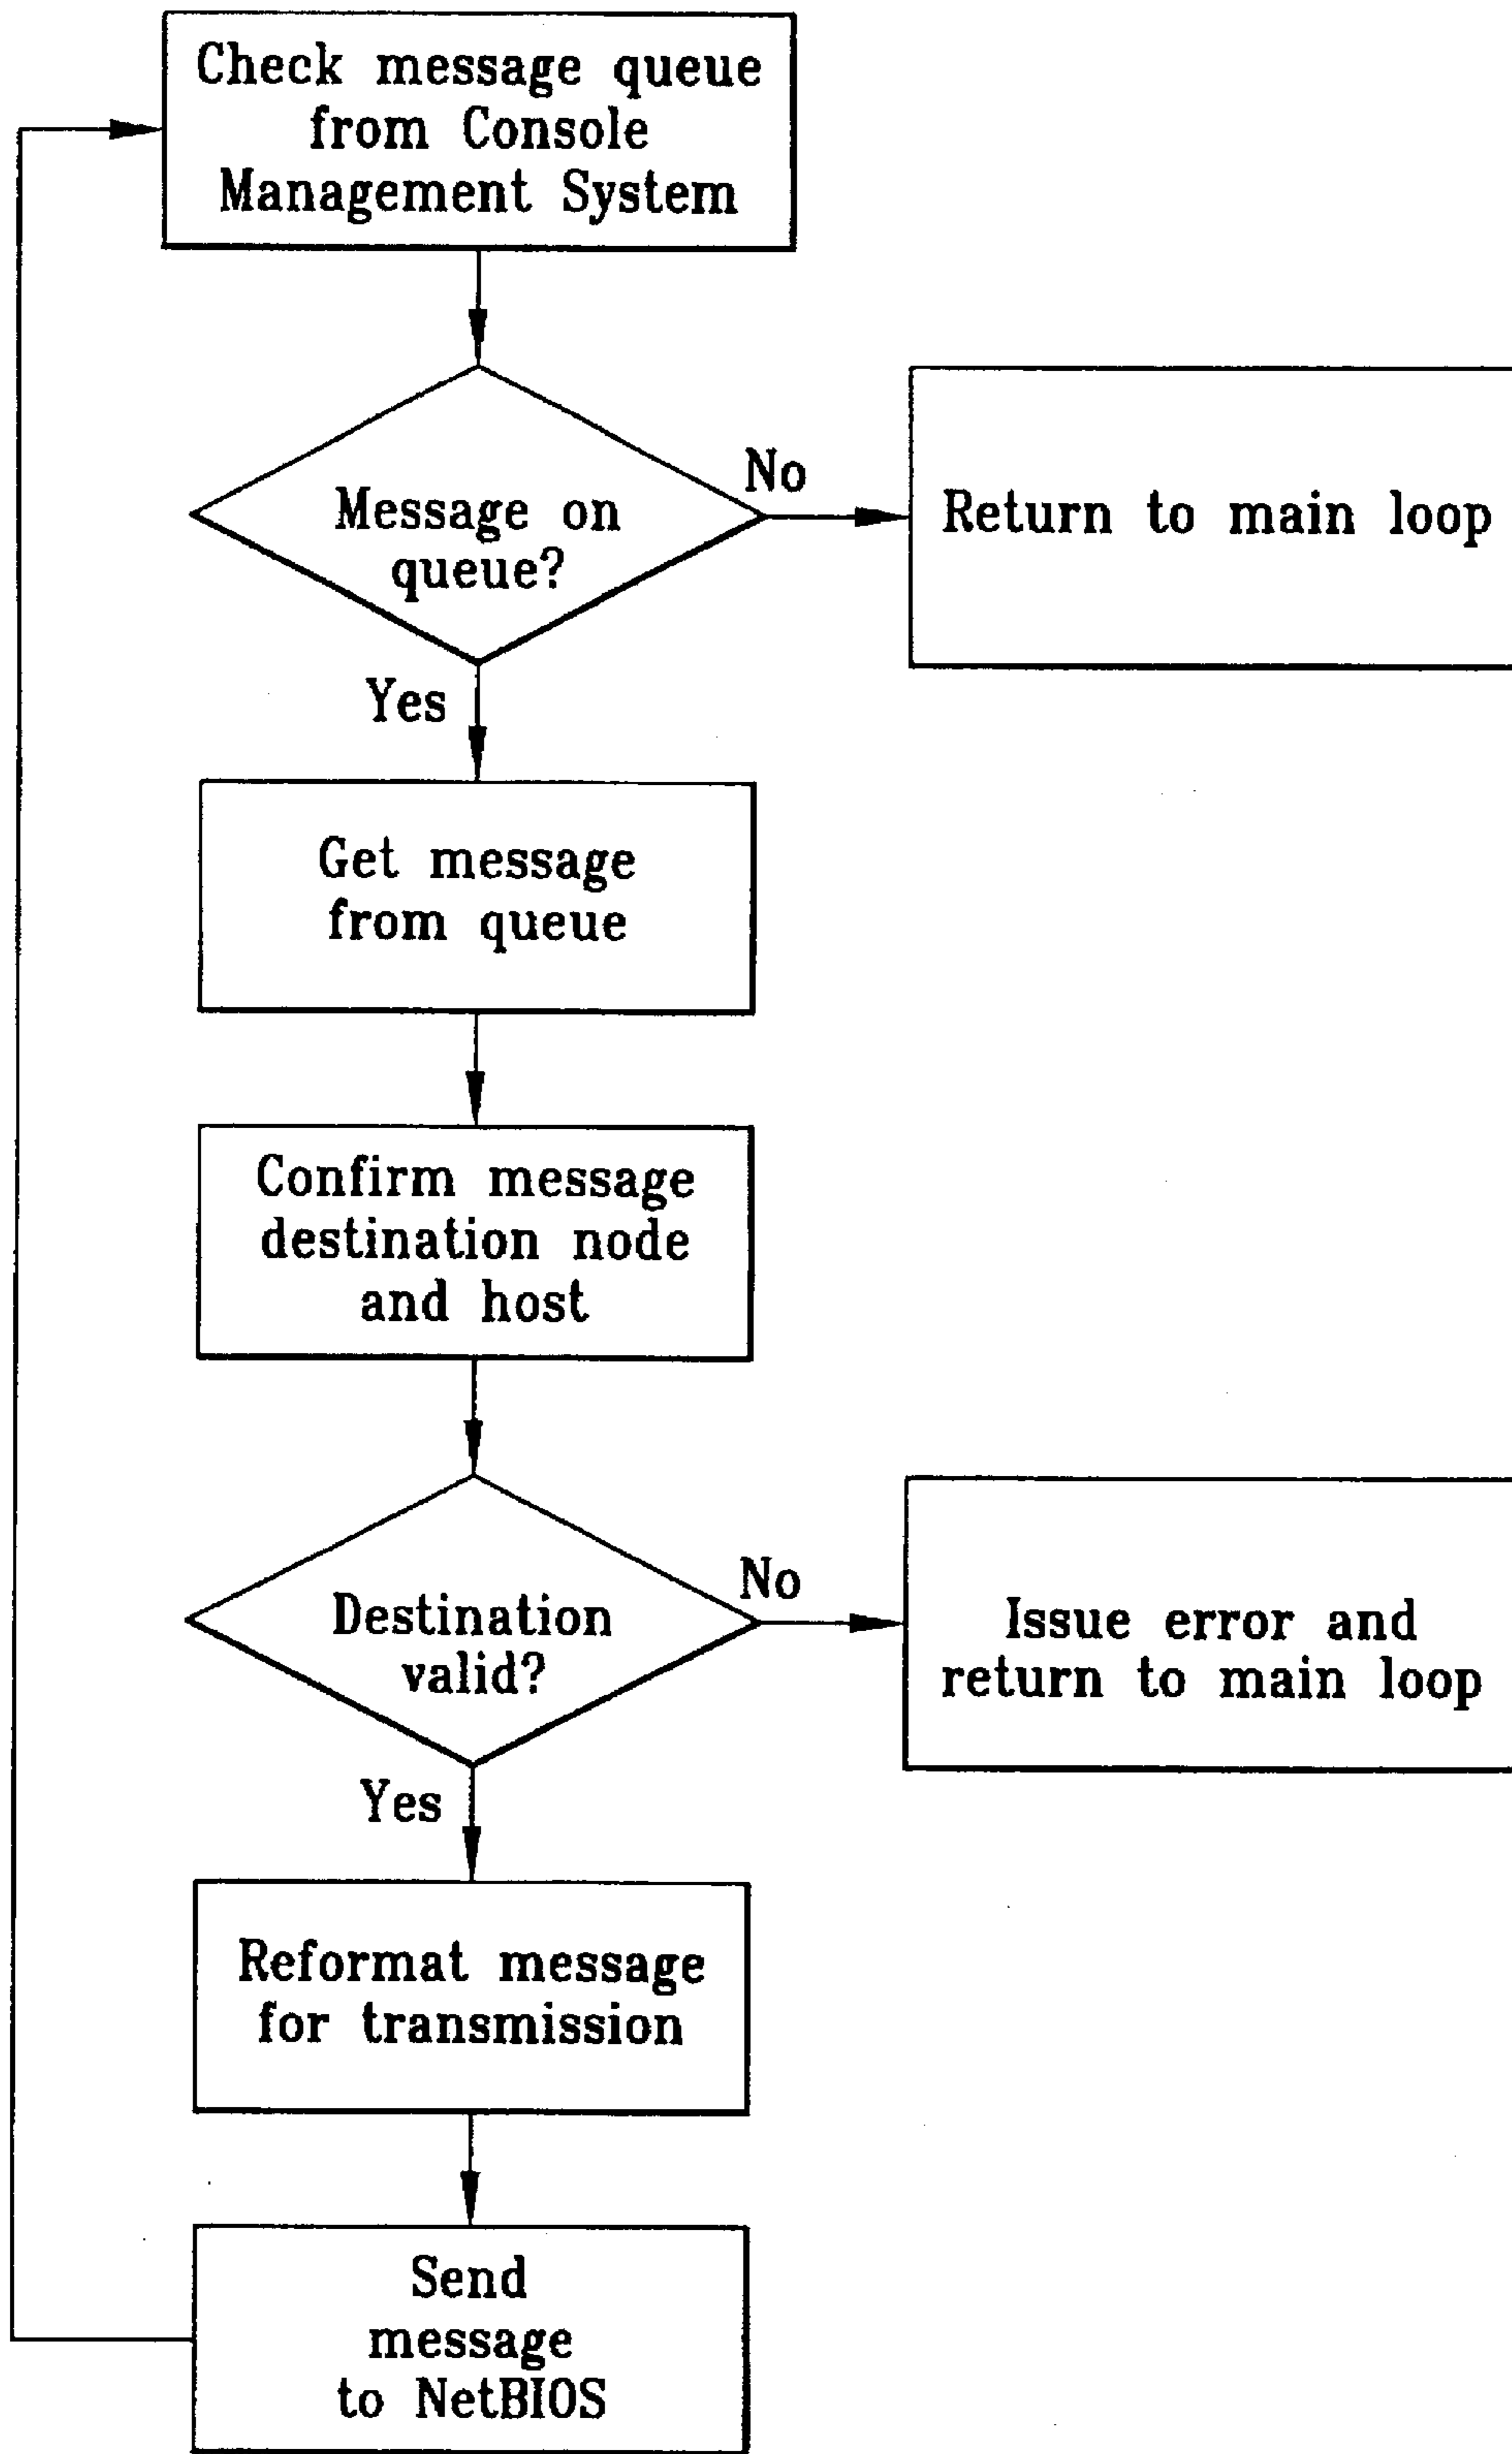 Check message queue
from Console
Management System
Message on
queue?
No
Return to main loop
Yes
Get message
from queue
Confirm message
destination node
and host
Destination
valid?
No
Issue error and
return to main loop
Yes
Reformat message
for transmission
Send
message
to NetBIOS